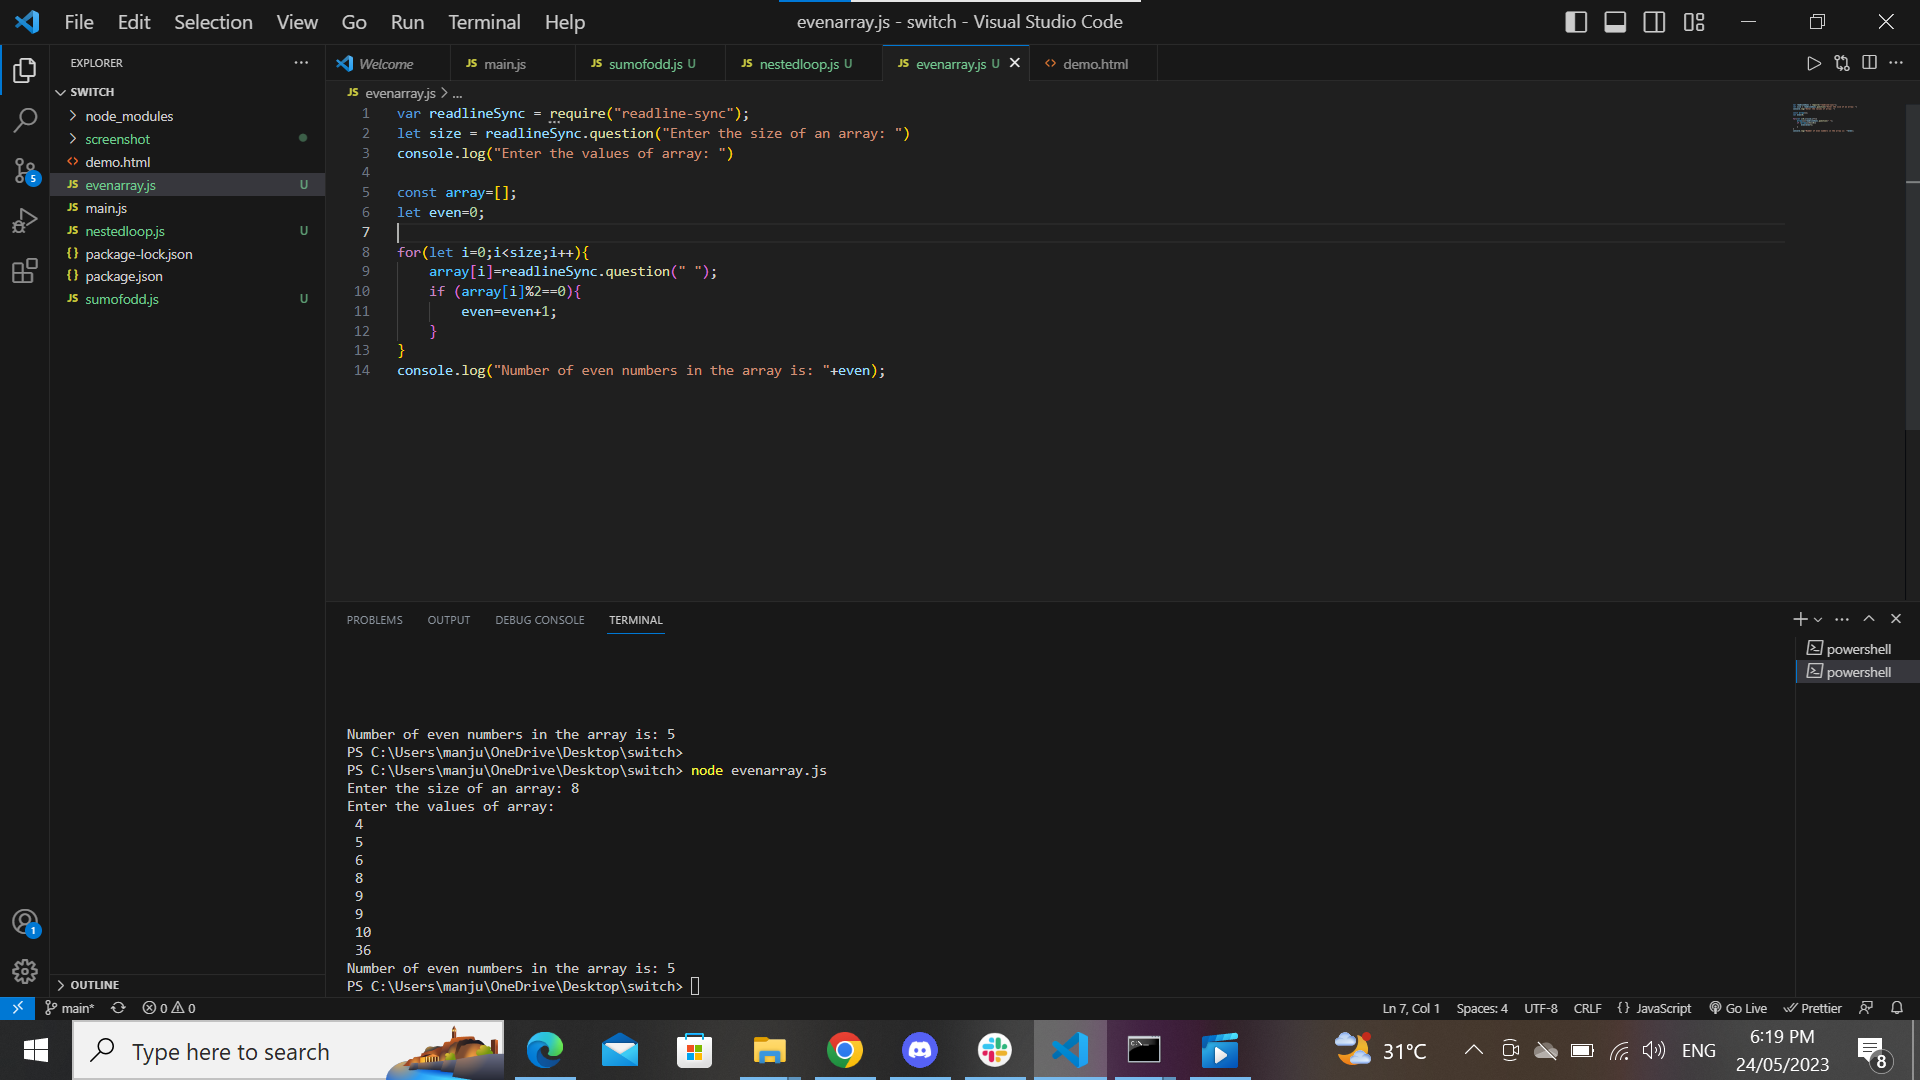 File Edit Selection View Go Run Terminal Help
evenarray.js - switch - Visual Studio Code
EXPLORER
SWITCH
node_modules
screenshot
demo.html
evenarray.js U
main.js
nestedloop.js U
package-lock.json
package.json
sumofodd.js U
OUTLINE
Welcome
JS main.js
JS sumofodd.js U
JS nestedloop.js U
JS evenarray.js U
demo.html
JS evenarray.js > ...
1 var readlineSync = require("readline-sync");
2 let size = readlineSync.question("Enter the size of an array: ")
3 console.log("Enter the values of array: ")
4
5 const array=[];
6 let even=0;
7
8 for(let i=0;i<size;i++){
9 array[i]=readlineSync.question(" ");
10 if (array[i]%2==0){
11 even=even+1;
12 }
13 }
14 console.log("Number of even numbers in the array is: "+even);
PROBLEMS OUTPUT DEBUG CONSOLE TERMINAL
powershell
powershell
Number of even numbers in the array is: 5
PS C:\Users\manju\OneDrive\Desktop\switch>
PS C:\Users\manju\OneDrive\Desktop\switch> node evenarray.js
Enter the size of an array: 8
Enter the values of array:
4
5
6
8
9
9
10
36
Number of even numbers in the array is: 5
PS C:\Users\manju\OneDrive\Desktop\switch>
5
1
main* 0 0
Ln 7, Col 1 Spaces: 4 UTF-8 CRLF {} JavaScript Go Live Prettier
Type here to search
31°C
ENG
6:19 PM
24/05/2023
8